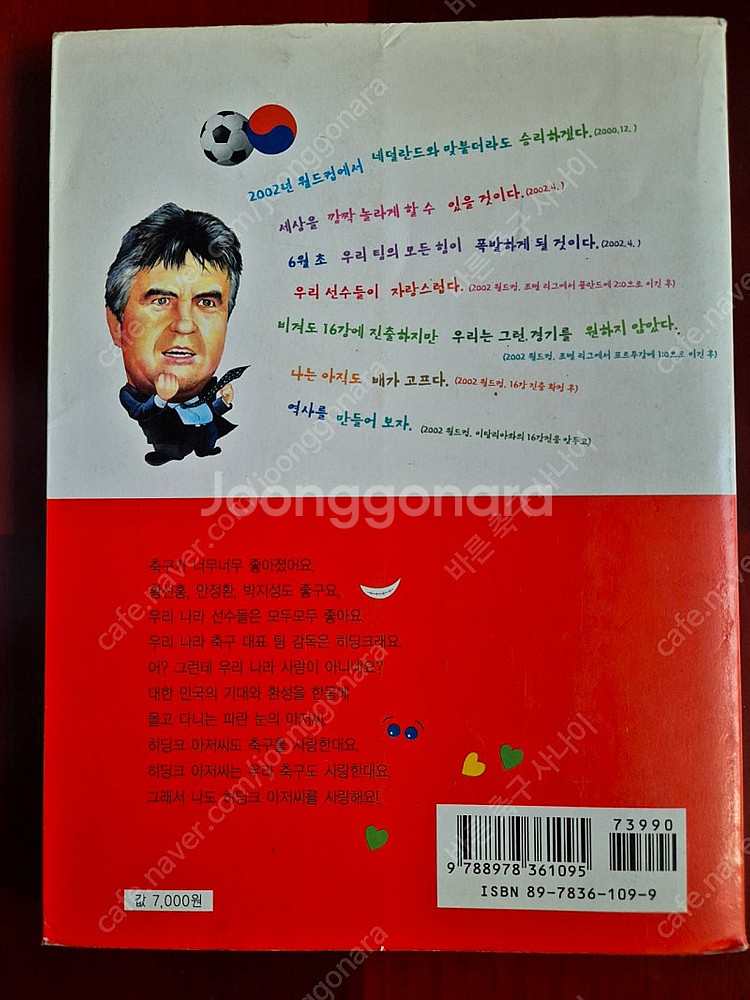 2002년 월드컵에서 네덜란드와 맞붙더라도 승리하겠다. (2000.12.)
세상을 깜짝 놀라게 할 수 있을 것이다. (2002.4.)
6월 초 우리 팀의 모든 힘이 폭발하게 될 것이다. (2002.4.)
우리 선수들이 자랑스럽다. (2002 월드컵. 조별 리그에서 폴란드에 2:0으로 이긴 후)
비겨도 16강에 진출하지만 우리는 그런 경기를 원하지 않았다.
(2002 월드컵. 조별 리그에서 포르투갈에 1:0으로 이긴 후)
나는 아직도 배가 고프다. (2002 월드컵. 16강 진출 확정 후)
역사를 만들어 보자. (2002 월드컵. 이탈리아와의 16강전을 앞두고)
Joonggonara
축구가 너무너무 좋아졌어요.
황선홍, 안정환, 박지성도 좋구요,
우리 나라 선수들은 모두모두 좋아요.
우리 나라 축구 대표 팀 감독은 히딩크래요.
어? 그런데 우리 나라 사람이 아니네요?
대한 민국의 기대와 환성을 한몸에
몰고 다니는 파란 눈의 아저씨.
히딩크 아저씨도 축구를 사랑한대요.
히딩크 아저씨는 우리 축구도 사랑한대요.
그래서 나도 히딩크 아저씨를 사랑해요!
값 7,000원
73990
9 788978 361095
ISBN 89-7836-109-9
cafe.naver.com/joonggonara
바른 축구 사나이